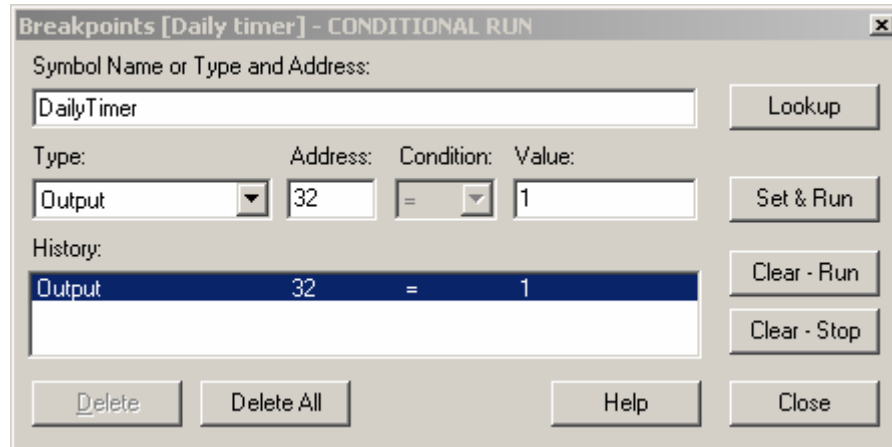 Breakpoints [Daily timer] - CONDITIONAL RUN
Symbol Name or Type and Address:
DailyTimer
Lookup
Type: Address: Condition: Value:
Output 32 = 1
Set & Run
History:
Output 32 = 1
Clear - Run
Clear - Stop
Delete Delete All Help Close